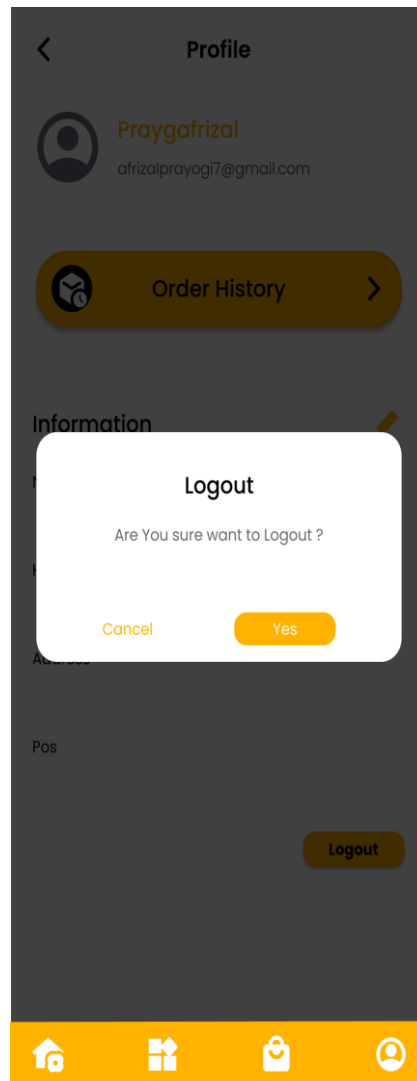 Profile
Praygafrizal
afrizalprayogi7@gmail.com
Order History
Information
Logout
Are You sure want to Logout ?
Cancel
Yes
Address
Pos
Logout